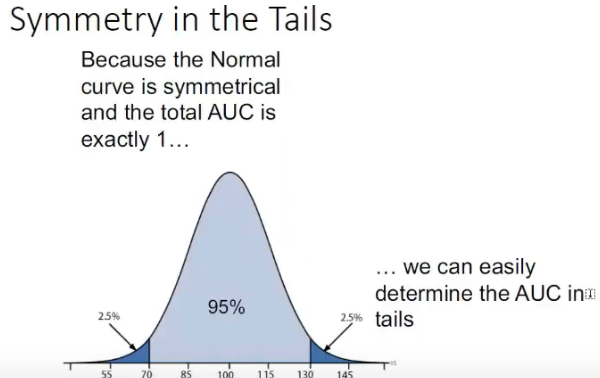 Symmetry in the Tails
Because the Normal
curve is symmetrical
and the total AUC is
exactly 1…
… we can easily
determine the AUC in
tails
2.5%
95%
2.5%
55 70 85 100 115 130 145